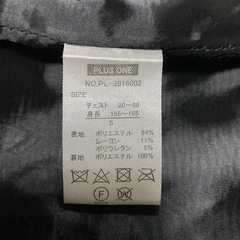 PLUS ONE
NO.PL-3916002
SIZE
チェスト 80～88
身長 155～165
S
表地 ポリエステル 84%
レーヨン 11%
ポリウレタン 5%
裏地 ポリエステル 100%